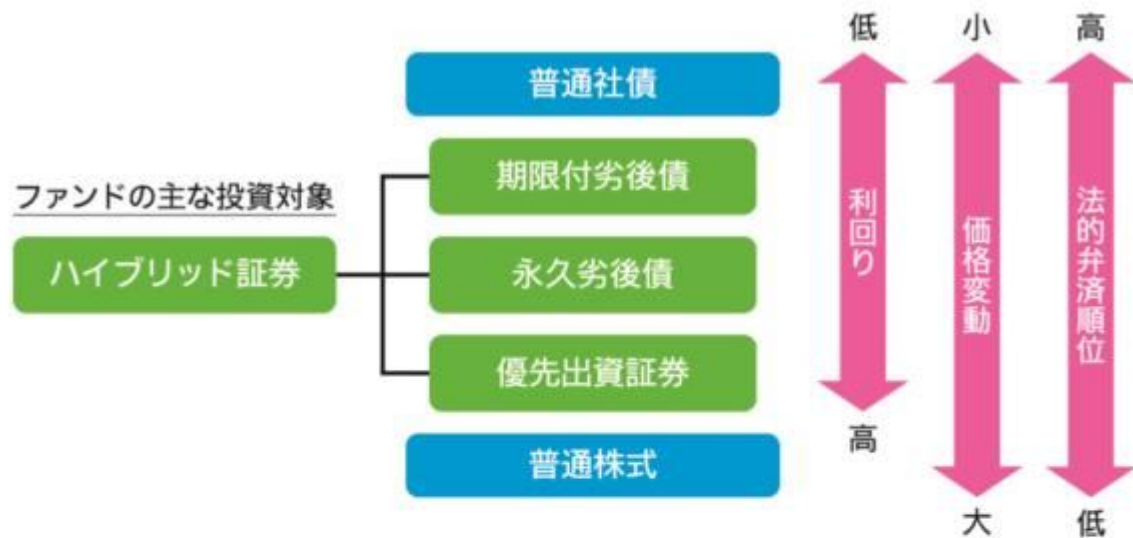 低
小
高
普通社債
期限付劣後債
ファンドの主な投資対象
ハイブリッド証券
永久劣後債
優先出資証券
普通株式
利回り
価格変動
法的弁済順位
高
大
低